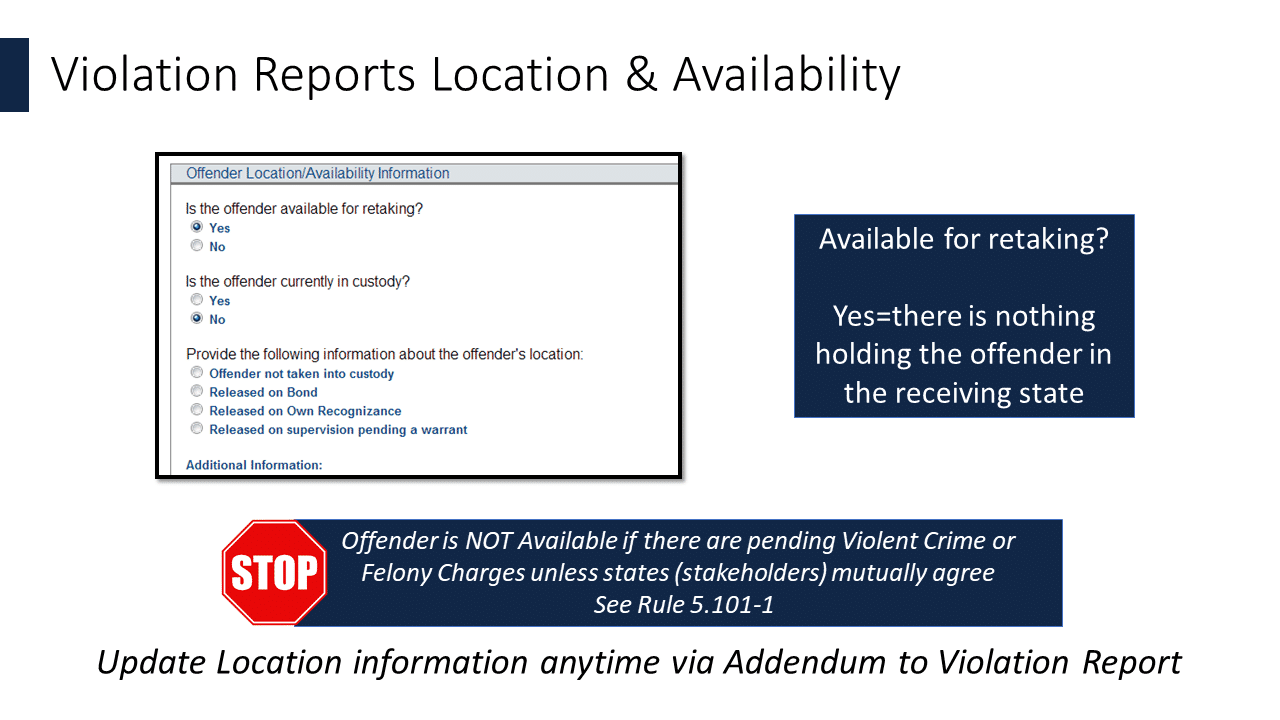 Violation Reports Location & Availability
Offender Location/Availability Information
Is the offender available for retaking?
Yes
No
Is the offender currently in custody?
Yes
No
Provide the following information about the offender's location:
Offender not taken into custody
Released on Bond
Released on Own Recognizance
Released on supervision pending a warrant
Additional Information:
Available for retaking?
Yes=there is nothing
holding the offender in
the receiving state
STOP
Offender is NOT Available if there are pending Violent Crime or
Felony Charges unless states (stakeholders) mutually agree
See Rule 5.101-1
Update Location information anytime via Addendum to Violation Report